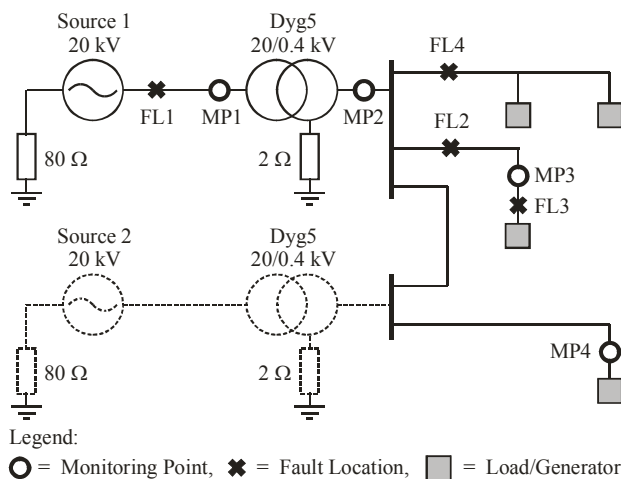 Source 1
20 kV
Dyg5
20/0.4 kV
FL4
FL1
MP1
MP2
FL2
80 Ω
2 Ω
MP3
FL3
Source 2
20 kV
Dyg5
20/0.4 kV
MP4
80 Ω
2 Ω
Legend:
= Monitoring Point, = Fault Location, = Load/Generator